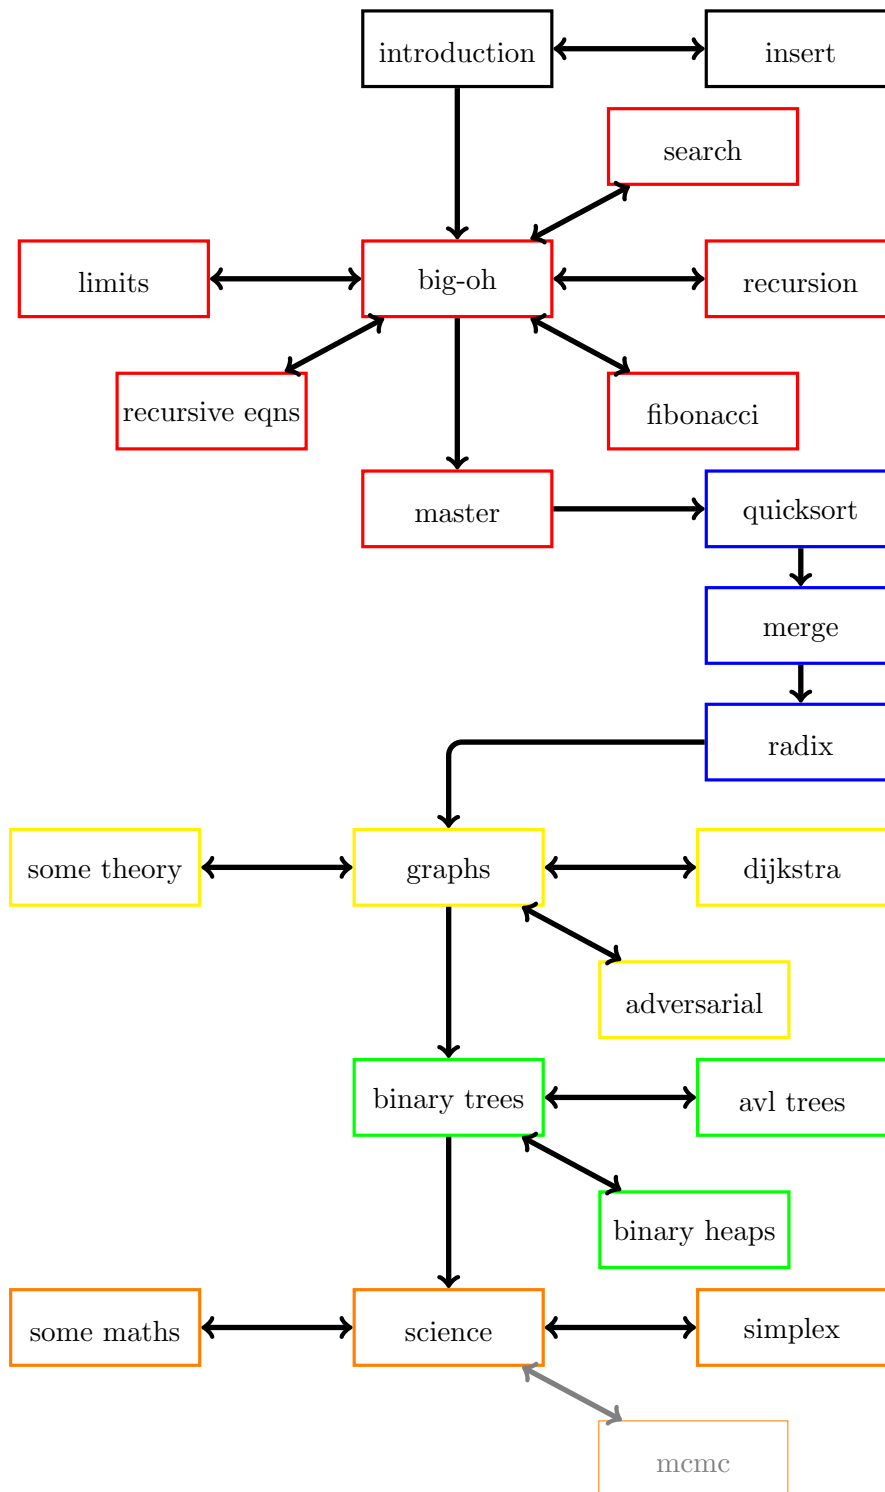 introduction
insert
search
limits
big-oh
recursion
recursive eqns
fibonacci
master
quicksort
merge
radix
some theory
graphs
dijkstra
adversarial
binary trees
avl trees
binary heaps
some maths
science
simplex
mcmc